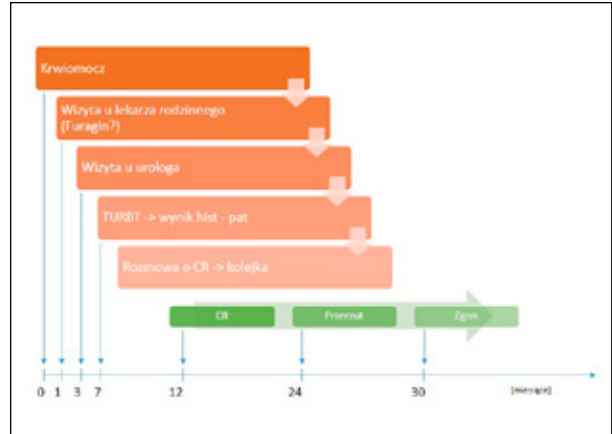 Krwiomocz
Wizyta u lekarza rodzinnego
(Furagin?)
Wizyta u urologa
TURBT -> wynik hist - pat
Rozmowa o CR -> kolejka
CR
Przerzut
Zgon
0 1 3 7 12 24 30 [miesiące]